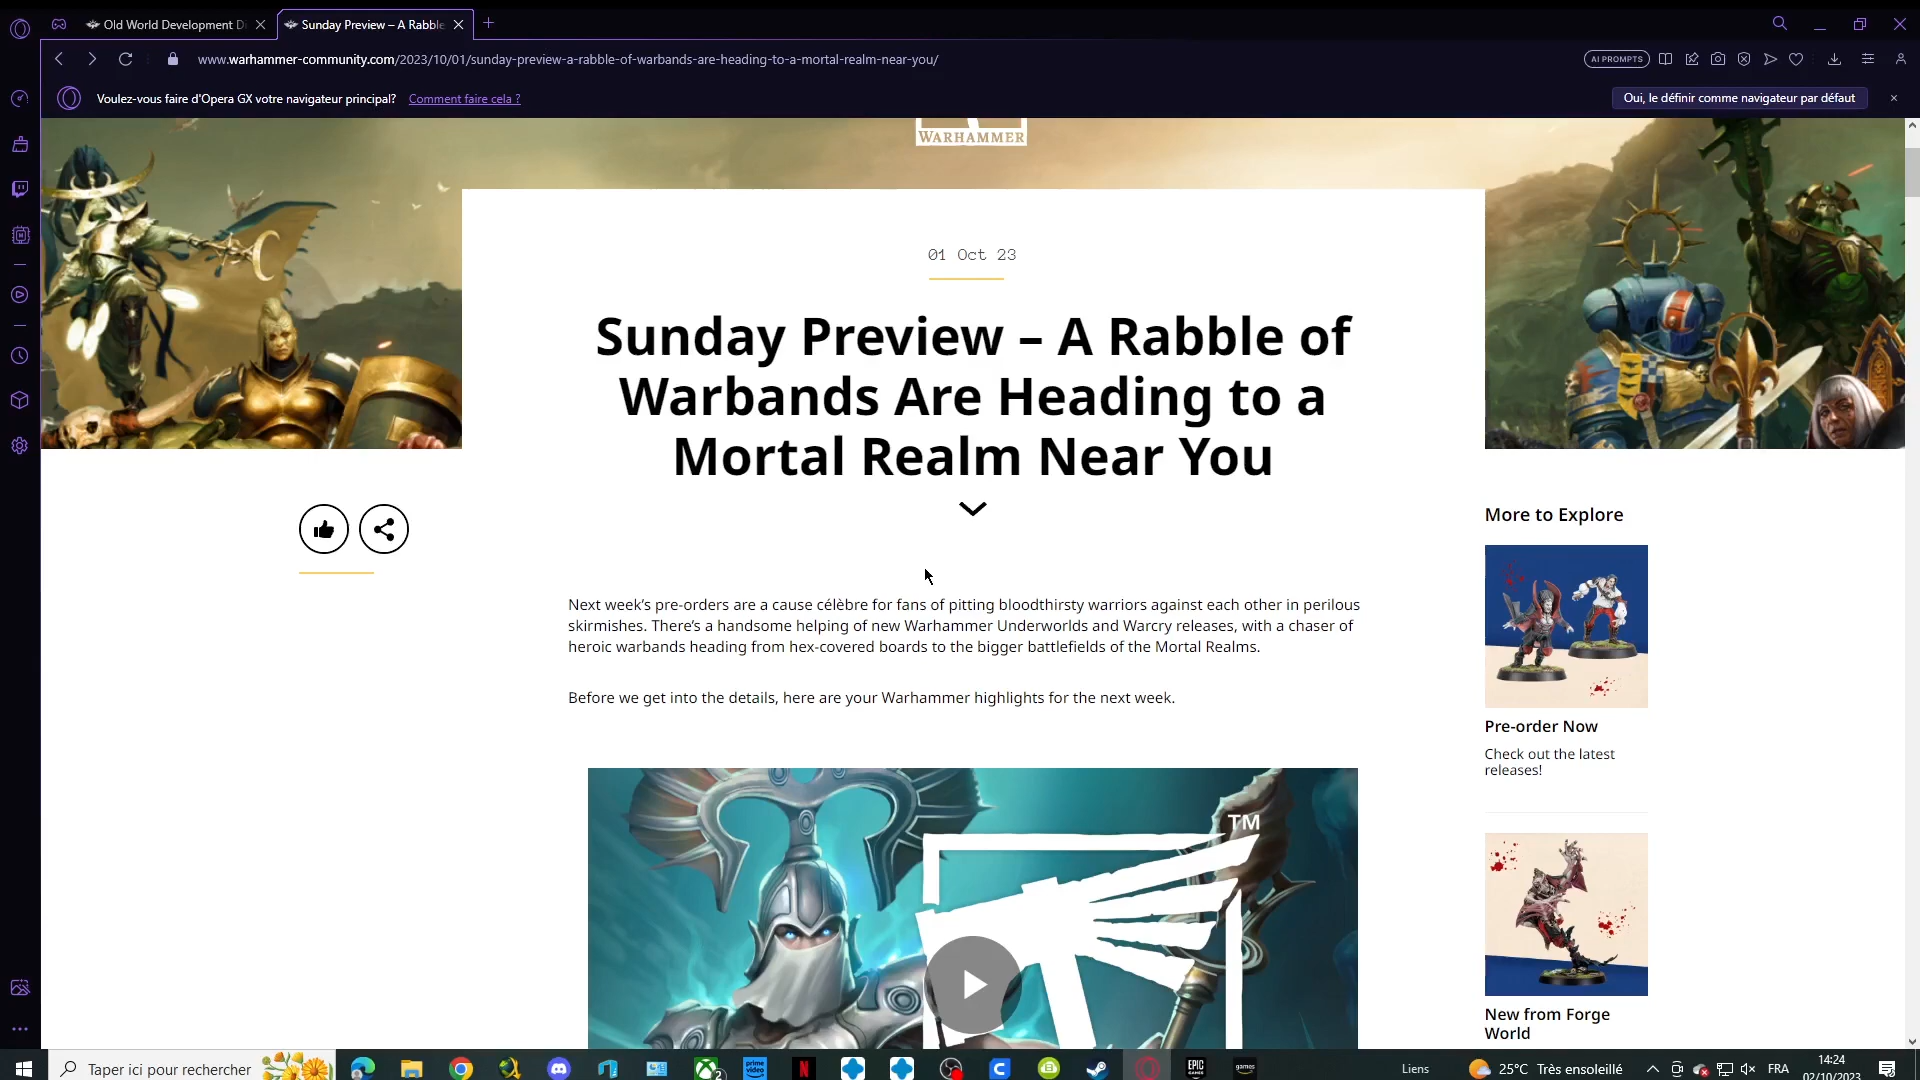 Old World Development D
Sunday Preview – A Rabble
www.warhammer-community.com/2023/10/01/sunday-preview-a-rabble-of-warbands-are-heading-to-a-mortal-realm-near-you/
AI PROMPTS
Voulez-vous faire d'Opera GX votre navigateur principal? Comment faire cela ?
Oui, le définir comme navigateur par défaut
WARHAMMER
01 Oct 23
Sunday Preview – A Rabble of
Warbands Are Heading to a
Mortal Realm Near You
Next week's pre-orders are a cause célèbre for fans of pitting bloodthirsty warriors against each other in perilous
skirmishes. There's a handsome helping of new Warhammer Underworlds and Warcry releases, with a chaser of
heroic warbands heading from hex-covered boards to the bigger battlefields of the Mortal Realms.
Before we get into the details, here are your Warhammer highlights for the next week.
TM
More to Explore
Pre-order Now
Check out the latest
releases!
New from Forge
World
Taper ici pour rechercher
2
prime video
N
EPIC GAMES
games
Liens
25°C Très ensoleillé
FRA
14:24
02/10/2023